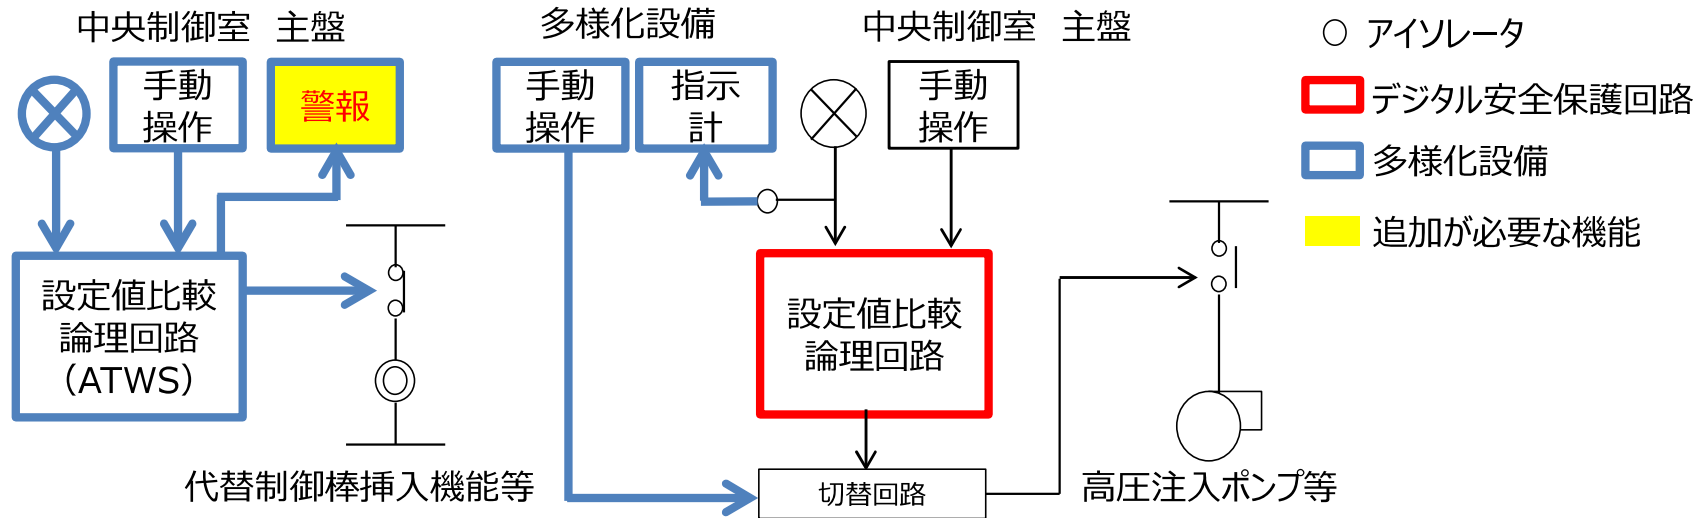 中央制御室 主盤
多様化設備
中央制御室 主盤
手動
操作
警報
手動
操作
指示
計
手動
操作
設定値比較
論理回路
(ATWS)
設定値比較
論理回路
切替回路
代替制御棒挿入機能等
高圧注入ポンプ等
アイソレータ
デジタル安全保護回路
多様化設備
追加が必要な機能